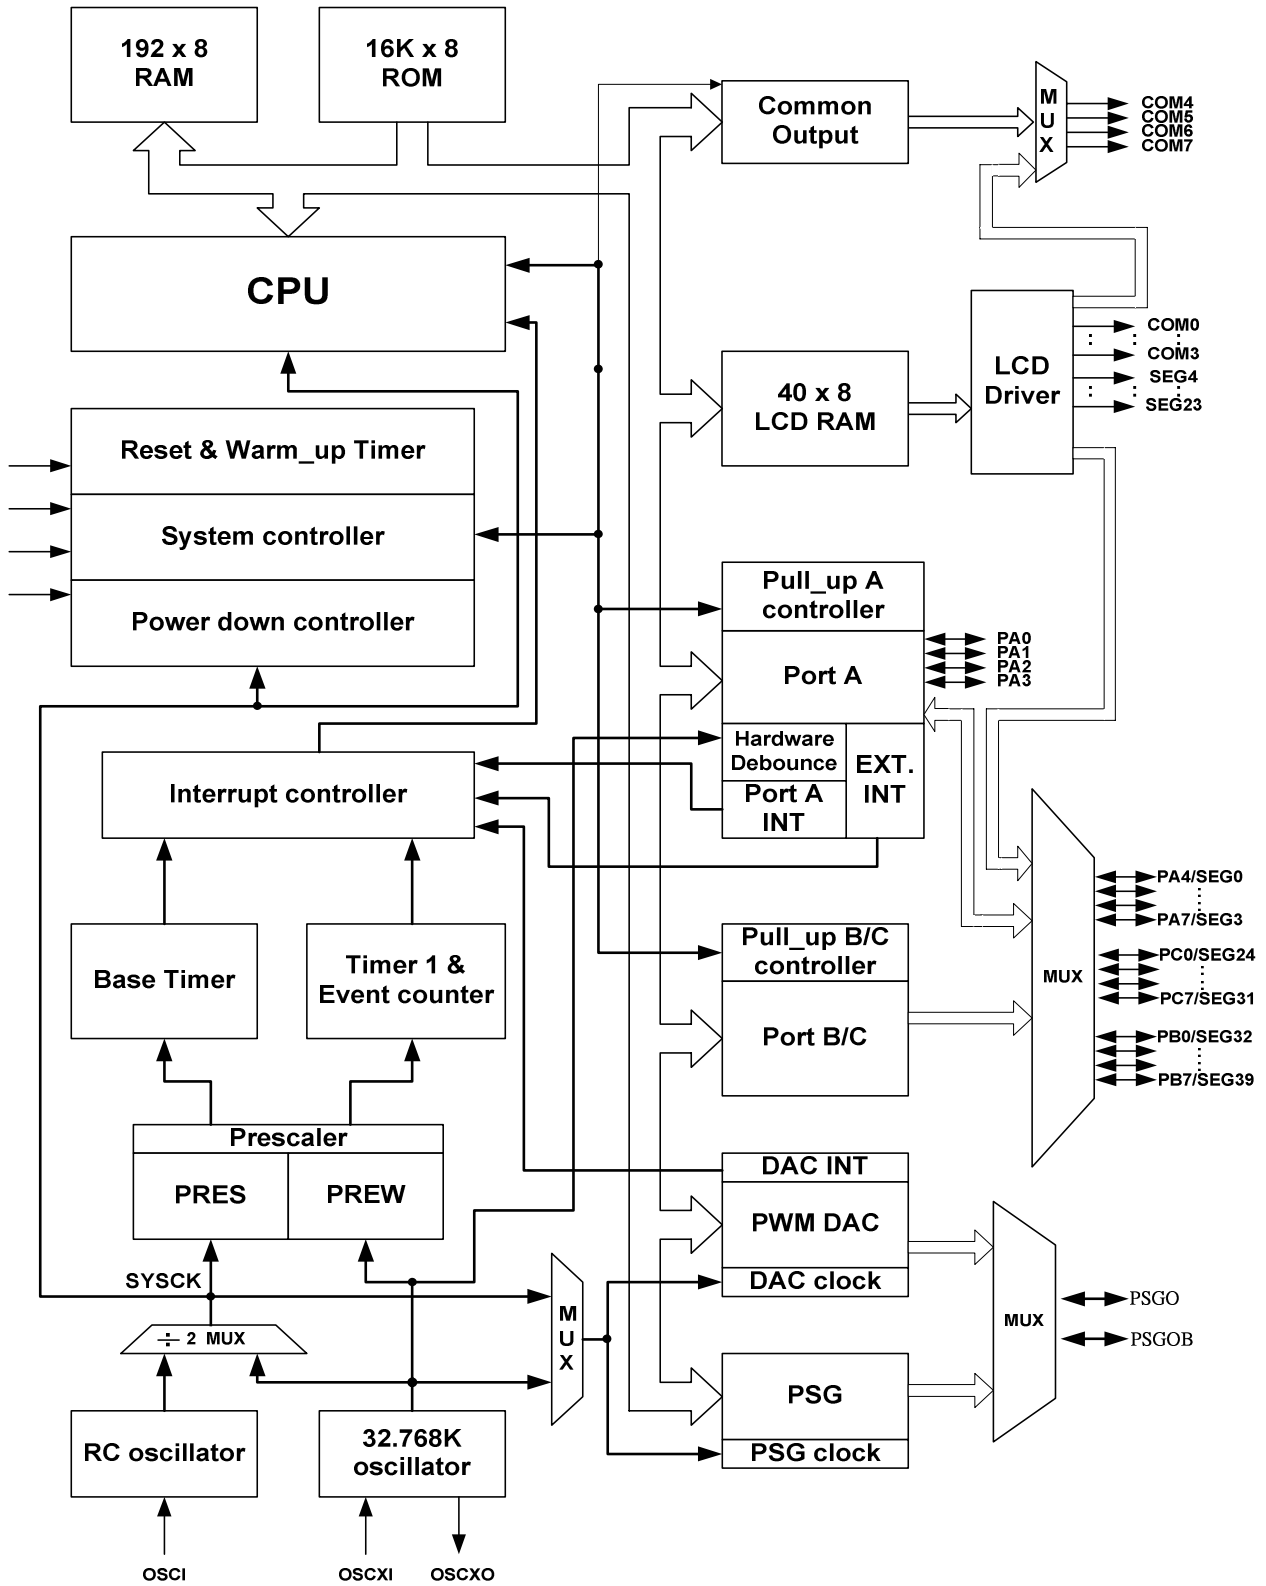 192 x 8
RAM
16K x 8
ROM
Common
Output
M
U
X
COM4
COM5
COM6
COM7
CPU
LCD
Driver
COM0
COM3
SEG4
SEG23
40 x 8
LCD RAM
Reset & Warm_up Timer
System controller
Power down controller
Pull_up A
controller
Port A
PA0
PA1
PA2
PA3
Hardware
Debounce
Port A
INT
EXT.
INT
Interrupt controller
Base Timer
Timer 1 &
Event counter
Pull_up B/C
controller
Port B/C
MUX
PA4/SEG0
PA7/SEG3
PC0/SEG24
PC7/SEG31
PB0/SEG32
PB7/SEG39
Prescaler
PRES
PREW
DAC INT
PWM DAC
DAC clock
SYSCK
÷ 2 MUX
M
U
X
MUX
PSGO
PSGOB
PSG
PSG clock
RC oscillator
32.768K
oscillator
OSCI
OSCXI
OSCXO